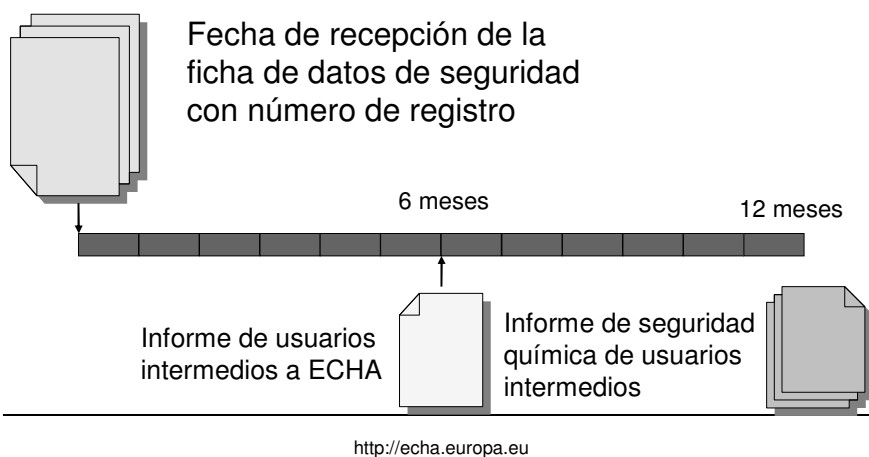 Fecha de recepción de la
ficha de datos de seguridad
con número de registro
6 meses
12 meses
Informe de usuarios
intermedios a ECHA
Informe de seguridad
química de usuarios
intermedios
http://echa.europa.eu